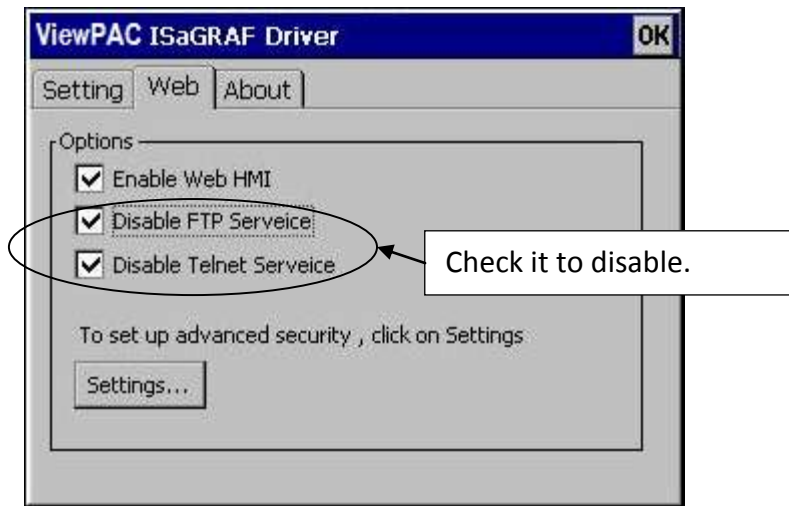 ViewPAC ISaGRAF Driver OK
Setting Web About
Options
Enable Web HMI
Disable FTP Serveice
Disable Telnet Serveice
Check it to disable.
To set up advanced security , click on Settings
Settings...